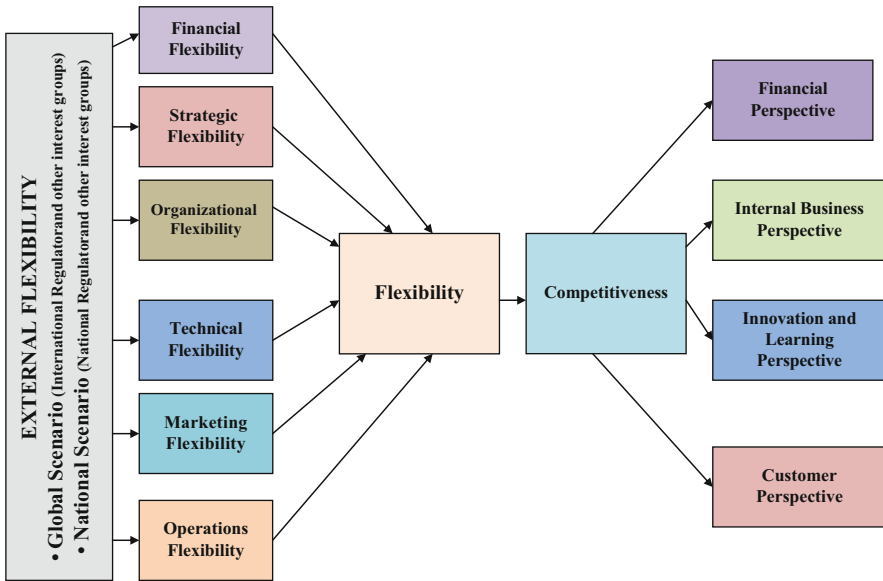 EXTERNAL FLEXIBILITY
• Global Scenario (International Regulatorand other interest groups)
• National Scenario (National Regulatorand other interest groups)
Financial
Flexibility
Strategic
Flexibility
Organizational
Flexibility
Technical
Flexibility
Marketing
Flexibility
Operations
Flexibility
Flexibility
Competitiveness
Financial
Perspective
Internal Business
Perspective
Innovation and
Learning
Perspective
Customer
Perspective